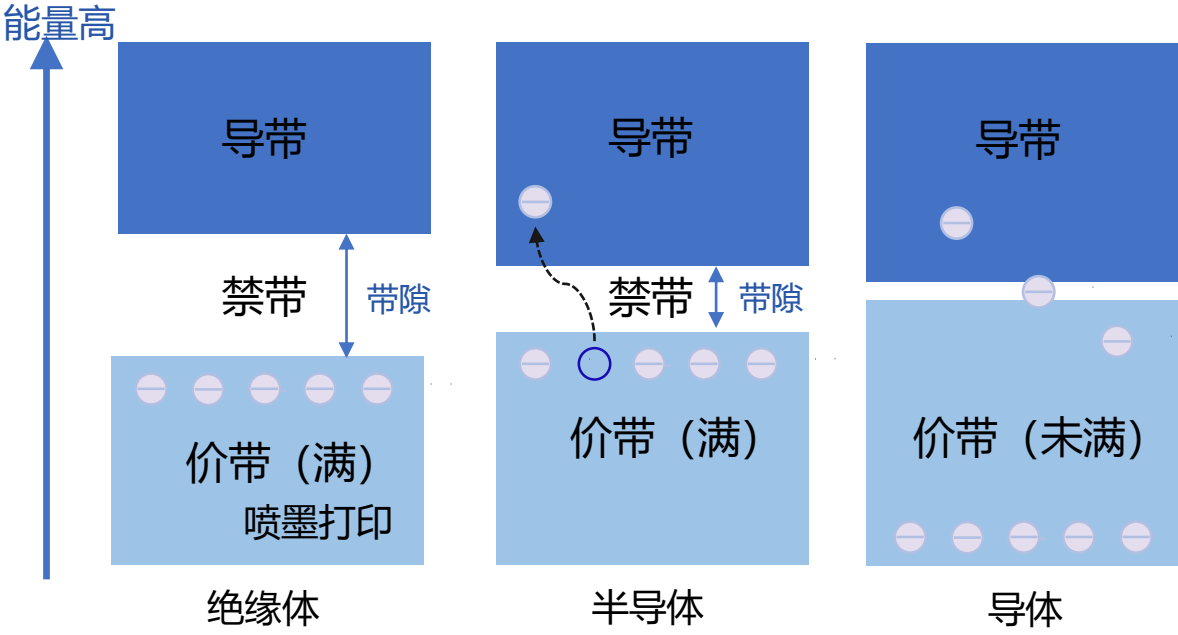 能量高
导带
导带
导带
禁带
带隙
禁带
带隙
价带（满）
价带（满）
价带（未满）
喷墨打印
绝缘体
半导体
导体